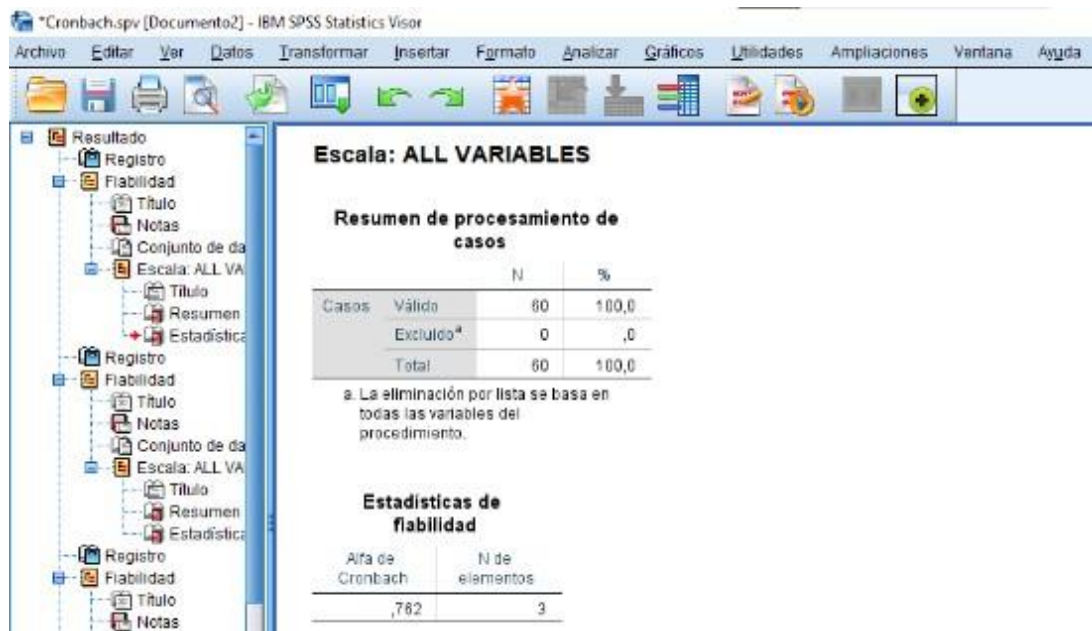 *Cronbach.spv [Documento2] - IBM SPSS Statistics Visor
Archivo Editar Ver Datos Transformar Insertar Formato Analizar Gráficos Utilidades Ampliaciones Ventana Ayuda
Resultado
Registro
Fiabilidad
Título
Notas
Conjunto de da
Escala: ALL VA
Título
Resumen
Estadística
Registro
Fiabilidad
Título
Notas
Conjunto de da
Escala: ALL VA
Título
Resumen
Estadística
Registro
Fiabilidad
Título
Notas
Escala: ALL VARIABLES
Resumen de procesamiento de
casos
N %
Casos Válido 60 100,0
Excluido a 0 ,0
Total 60 100,0
a. La eliminación por lista se basa en
todas las variables del
procedimiento.
Estadísticas de
fiabilidad
Alfa de N de
Cronbach elementos
,762 3